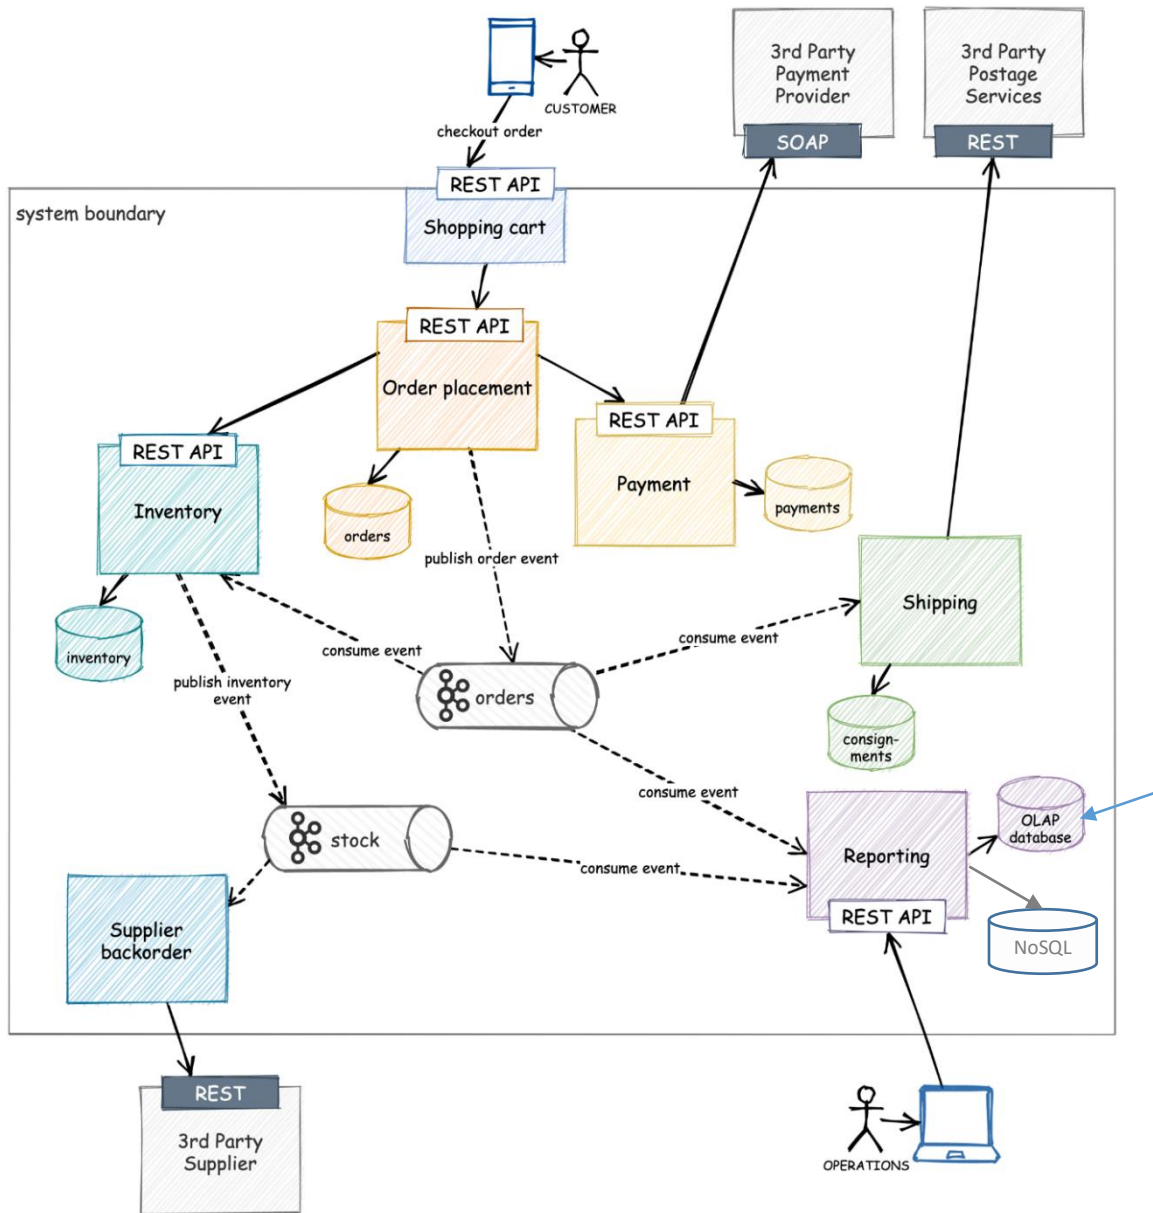 3rd Party
Payment
Provider
SOAP
3rd Party
Postage
Services
REST
CUSTOMER
checkout order
REST API
Shopping cart
system boundary
REST API
Order placement
REST API
Payment
payments
REST API
Inventory
orders
publish order event
inventory
Shipping
consume event
consume event
publish inventory
event
orders
consign-
ments
consume event
stock
consume event
Reporting
REST API
OLAP
database
NoSQL
Supplier
backorder
REST
3rd Party
Supplier
OPERATIONS